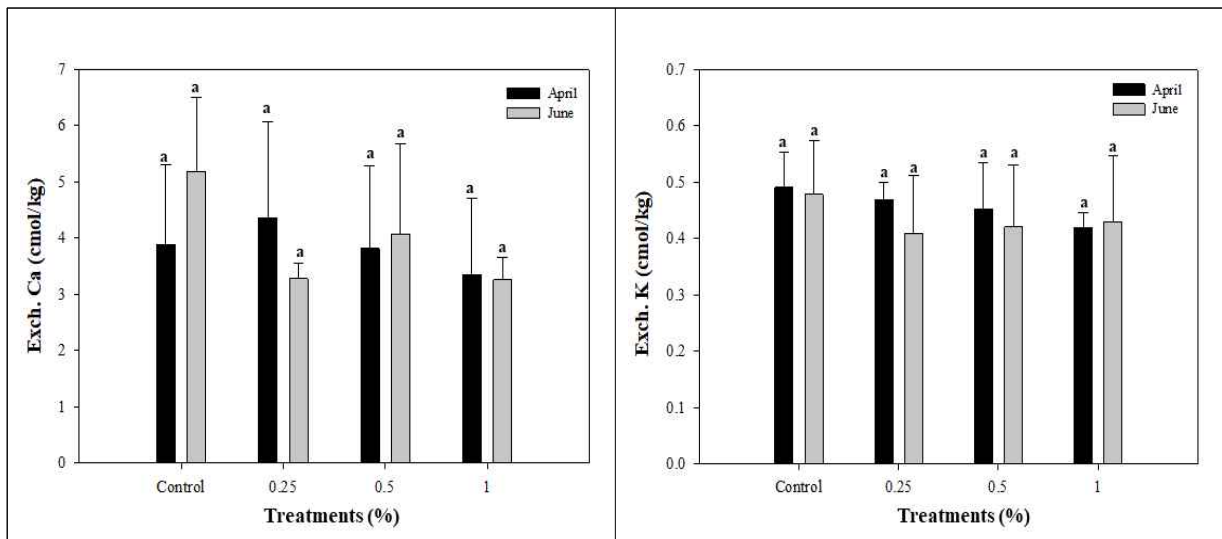 Exch. Ca (cmol/kg)
7
6
5
4
3
2
1
0
April
June
a
a
a
a
a
a
a
a
Control
0.25
0.5
1
Treatments (%)
Exch. K (cmol/kg)
0.7
0.6
0.5
0.4
0.3
0.2
0.1
0.0
April
June
a
a
a
a
a
a
a
a
Control
0.25
0.5
1
Treatments (%)